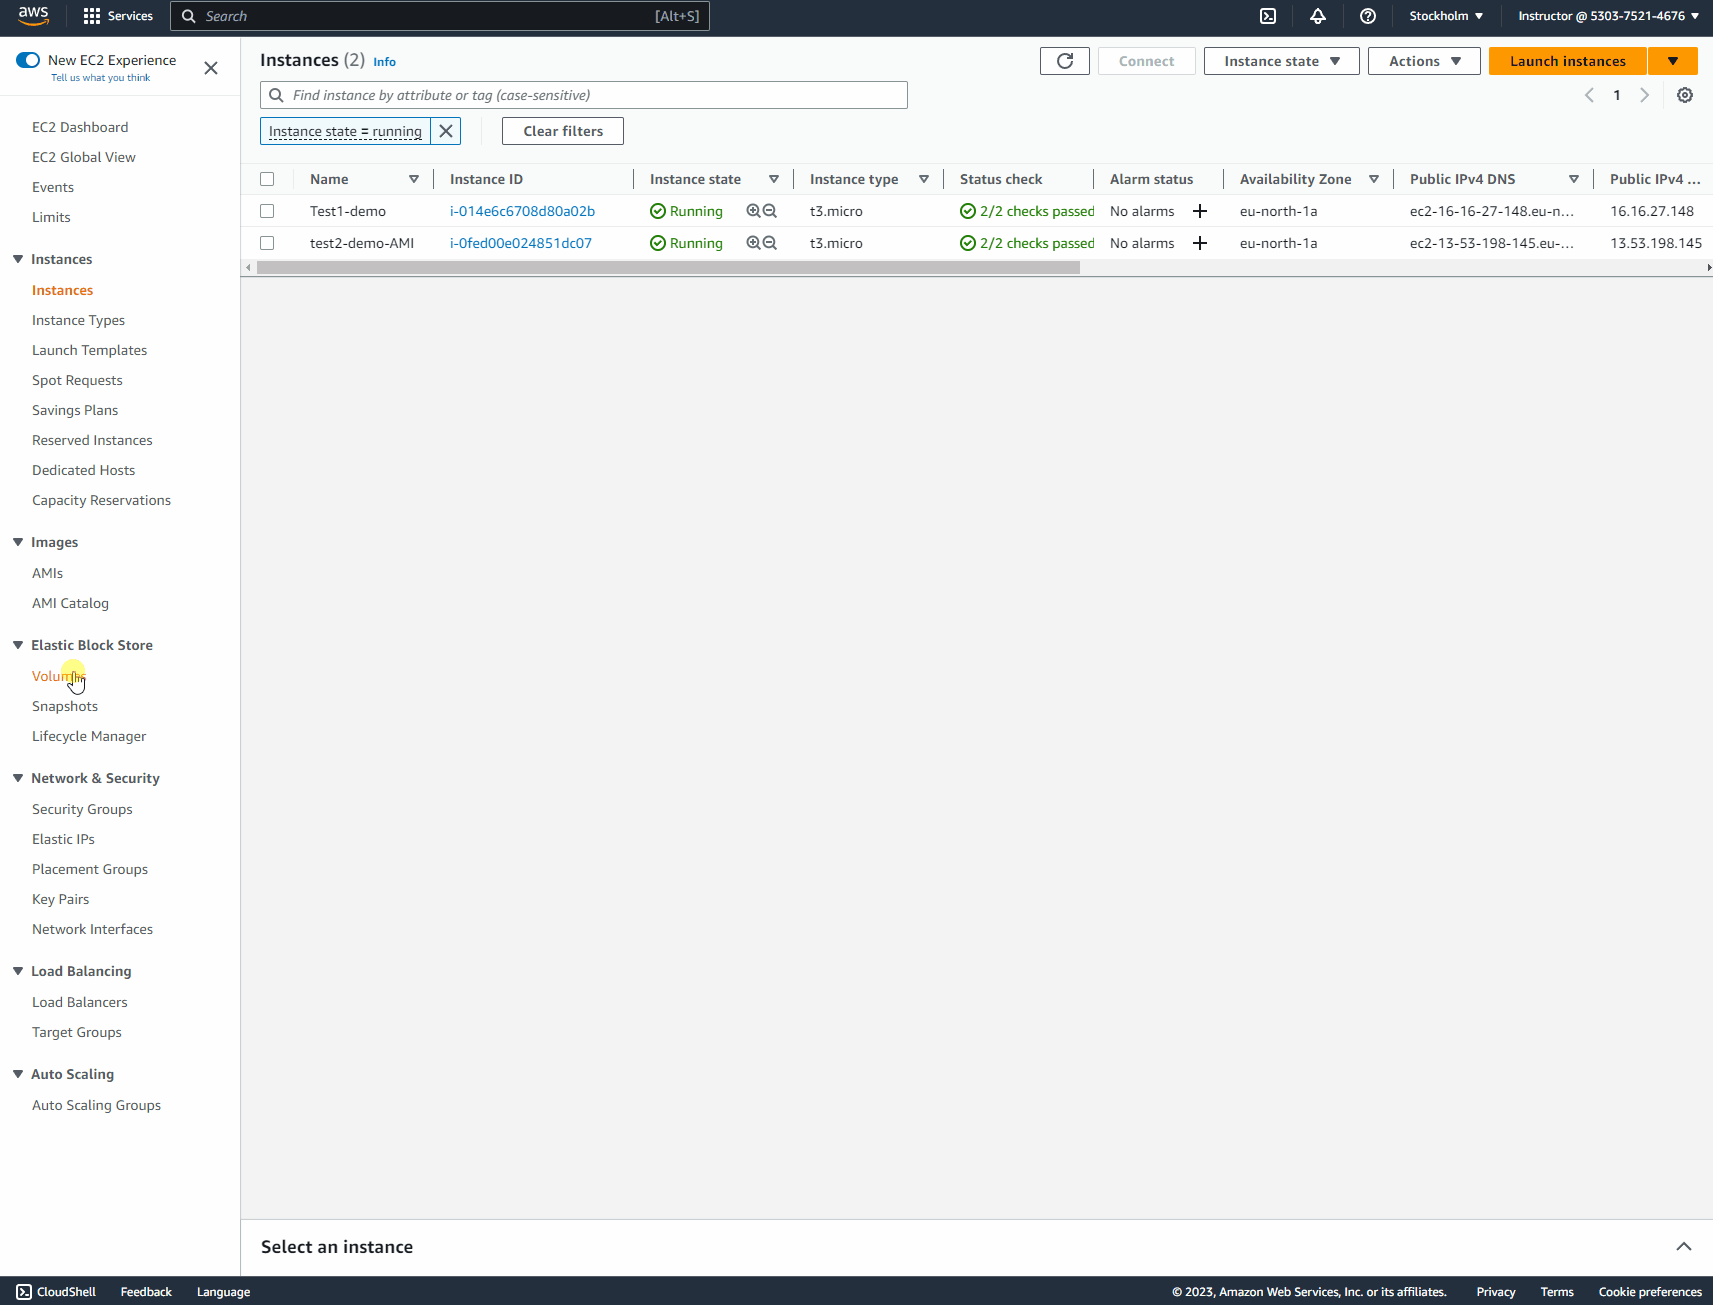 aws
Services
Search
[Alt+S]
Stockholm
Instructor @ 5303-7521-4676
New EC2 Experience
Tell us what you think
EC2 Dashboard
EC2 Global View
Events
Limits
Instances
Instances
Instance Types
Launch Templates
Spot Requests
Savings Plans
Reserved Instances
Dedicated Hosts
Capacity Reservations
Images
AMIs
AMI Catalog
Elastic Block Store
Volumes
Snapshots
Lifecycle Manager
Network & Security
Security Groups
Elastic IPs
Placement Groups
Key Pairs
Network Interfaces
Load Balancing
Load Balancers
Target Groups
Auto Scaling
Auto Scaling Groups
Instances (2) Info
Connect
Instance state
Actions
Launch instances
Find instance by attribute or tag (case-sensitive)
1
Instance state = running
Clear filters
Name Instance ID Instance state Instance type Status check Alarm status Availability Zone Public IPv4 DNS Public IPv4 ...
Test1-demo i-014e6c6708d80a02b Running t3.micro 2/2 checks passed No alarms eu-north-1a ec2-16-16-27-148.eu-n... 16.16.27.148
test2-demo-AMI i-0fed00e024851dc07 Running t3.micro 2/2 checks passed No alarms eu-north-1a ec2-13-53-198-145.eu-... 13.53.198.145
Select an instance
CloudShell
Feedback
Language
© 2023, Amazon Web Services, Inc. or its affiliates.
Privacy
Terms
Cookie preferences